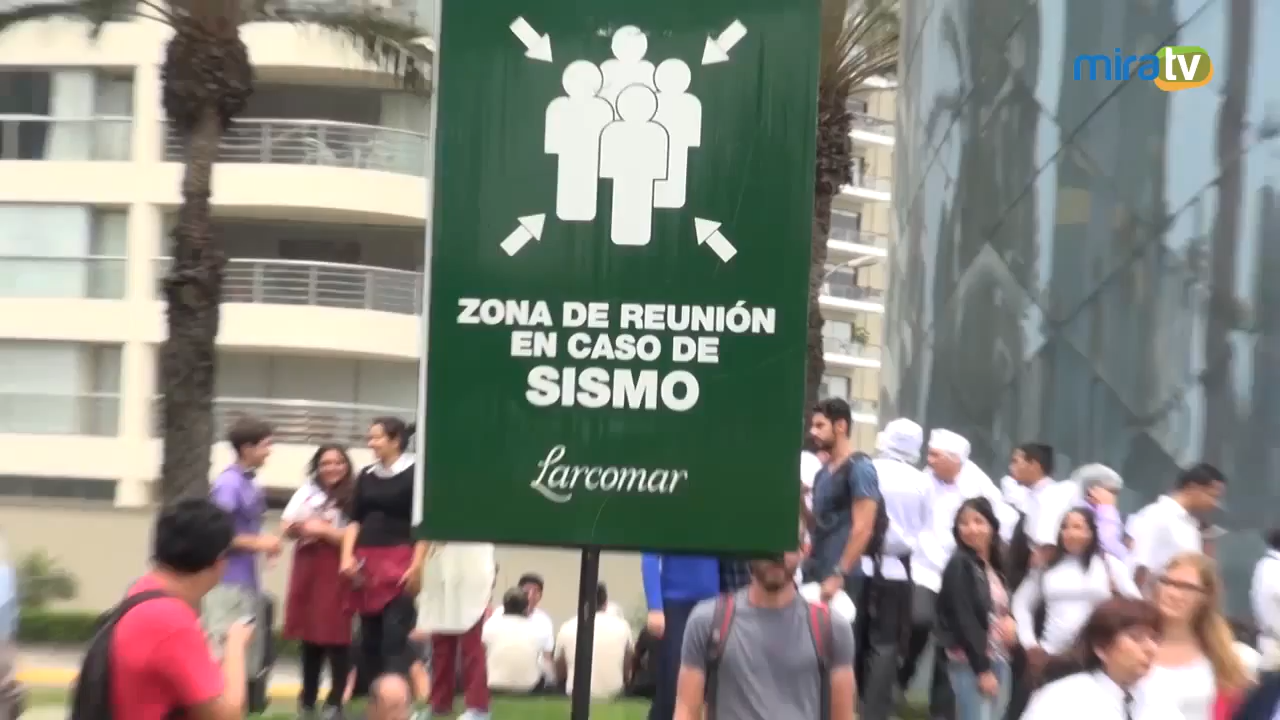 miratv
ZONA DE REUNIÓN
EN CASO DE
SISMO
Larcomar